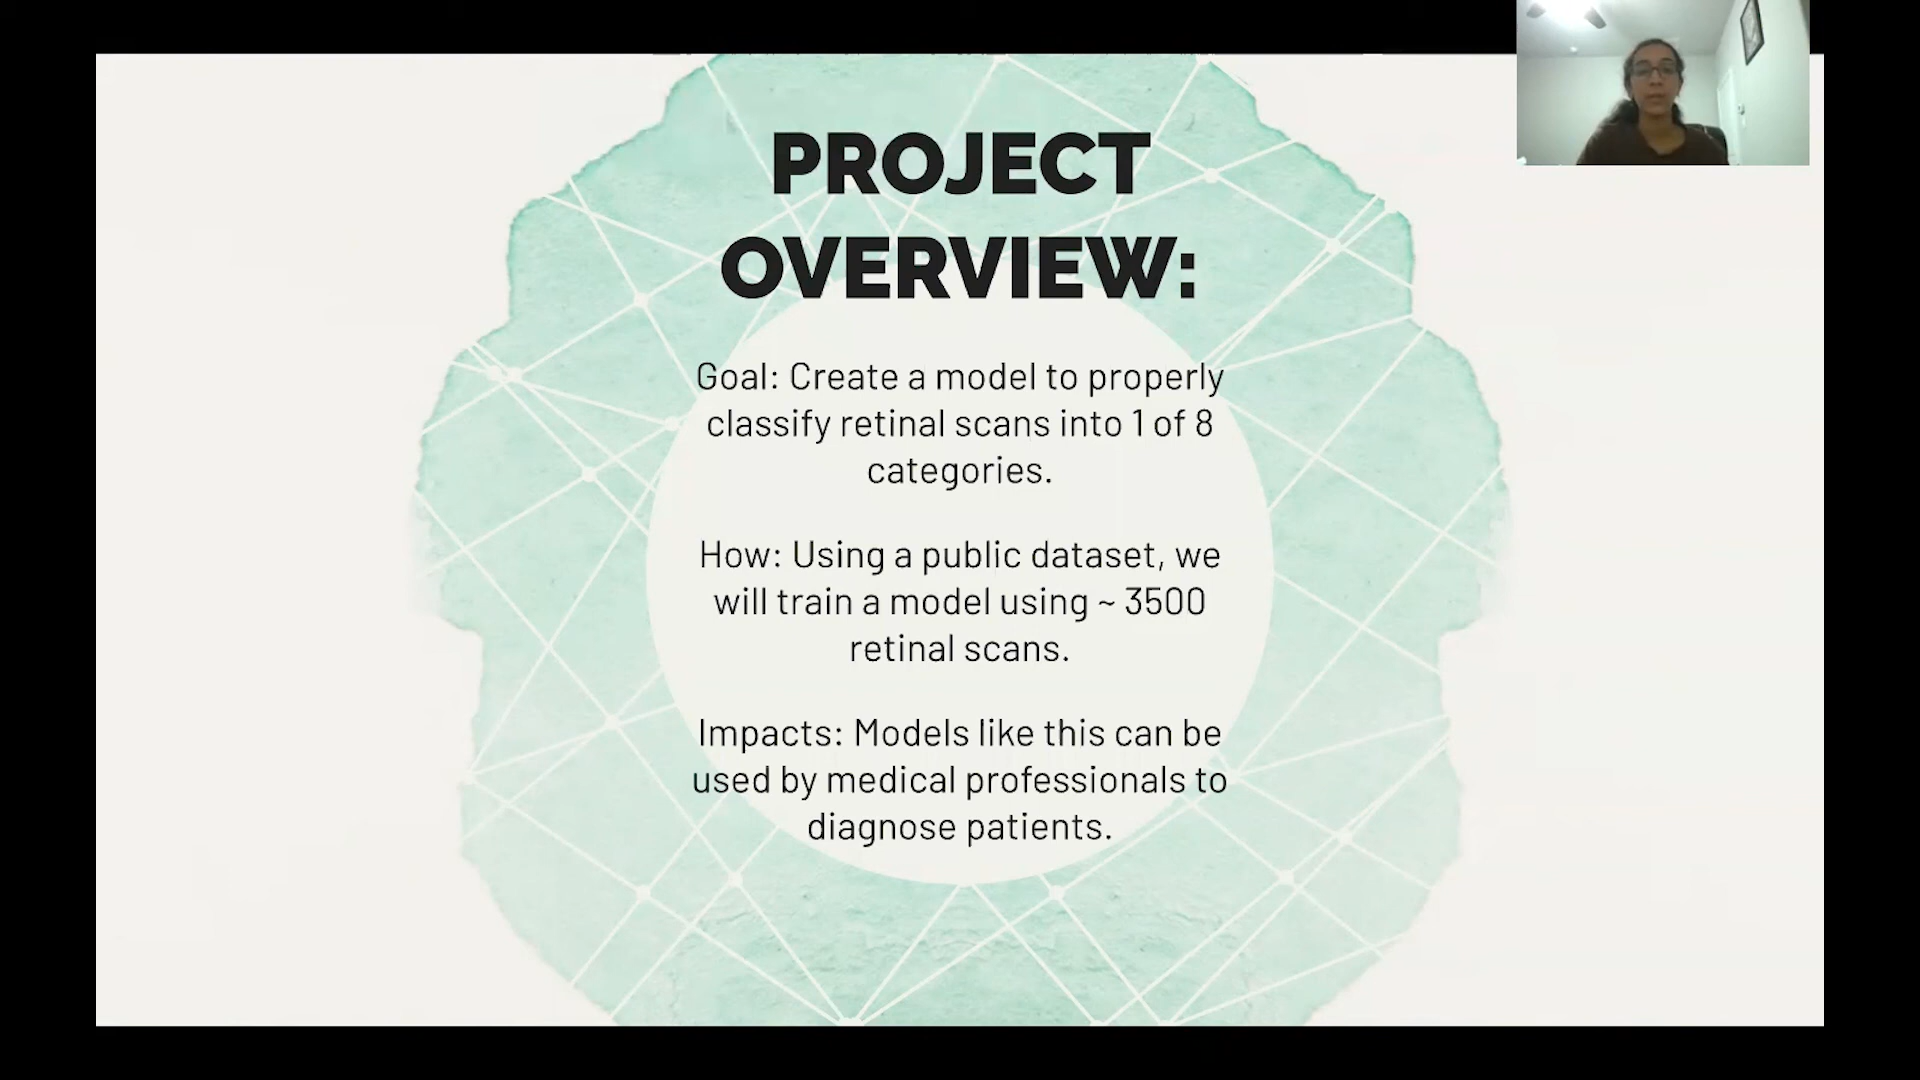 PROJECT
OVERVIEW:
Goal: Create a model to properly
classify retinal scans into 1 of 8
categories.
How: Using a public dataset, we
will train a model using ~ 3500
retinal scans.
Impacts: Models like this can be
used by medical professionals to
diagnose patients.